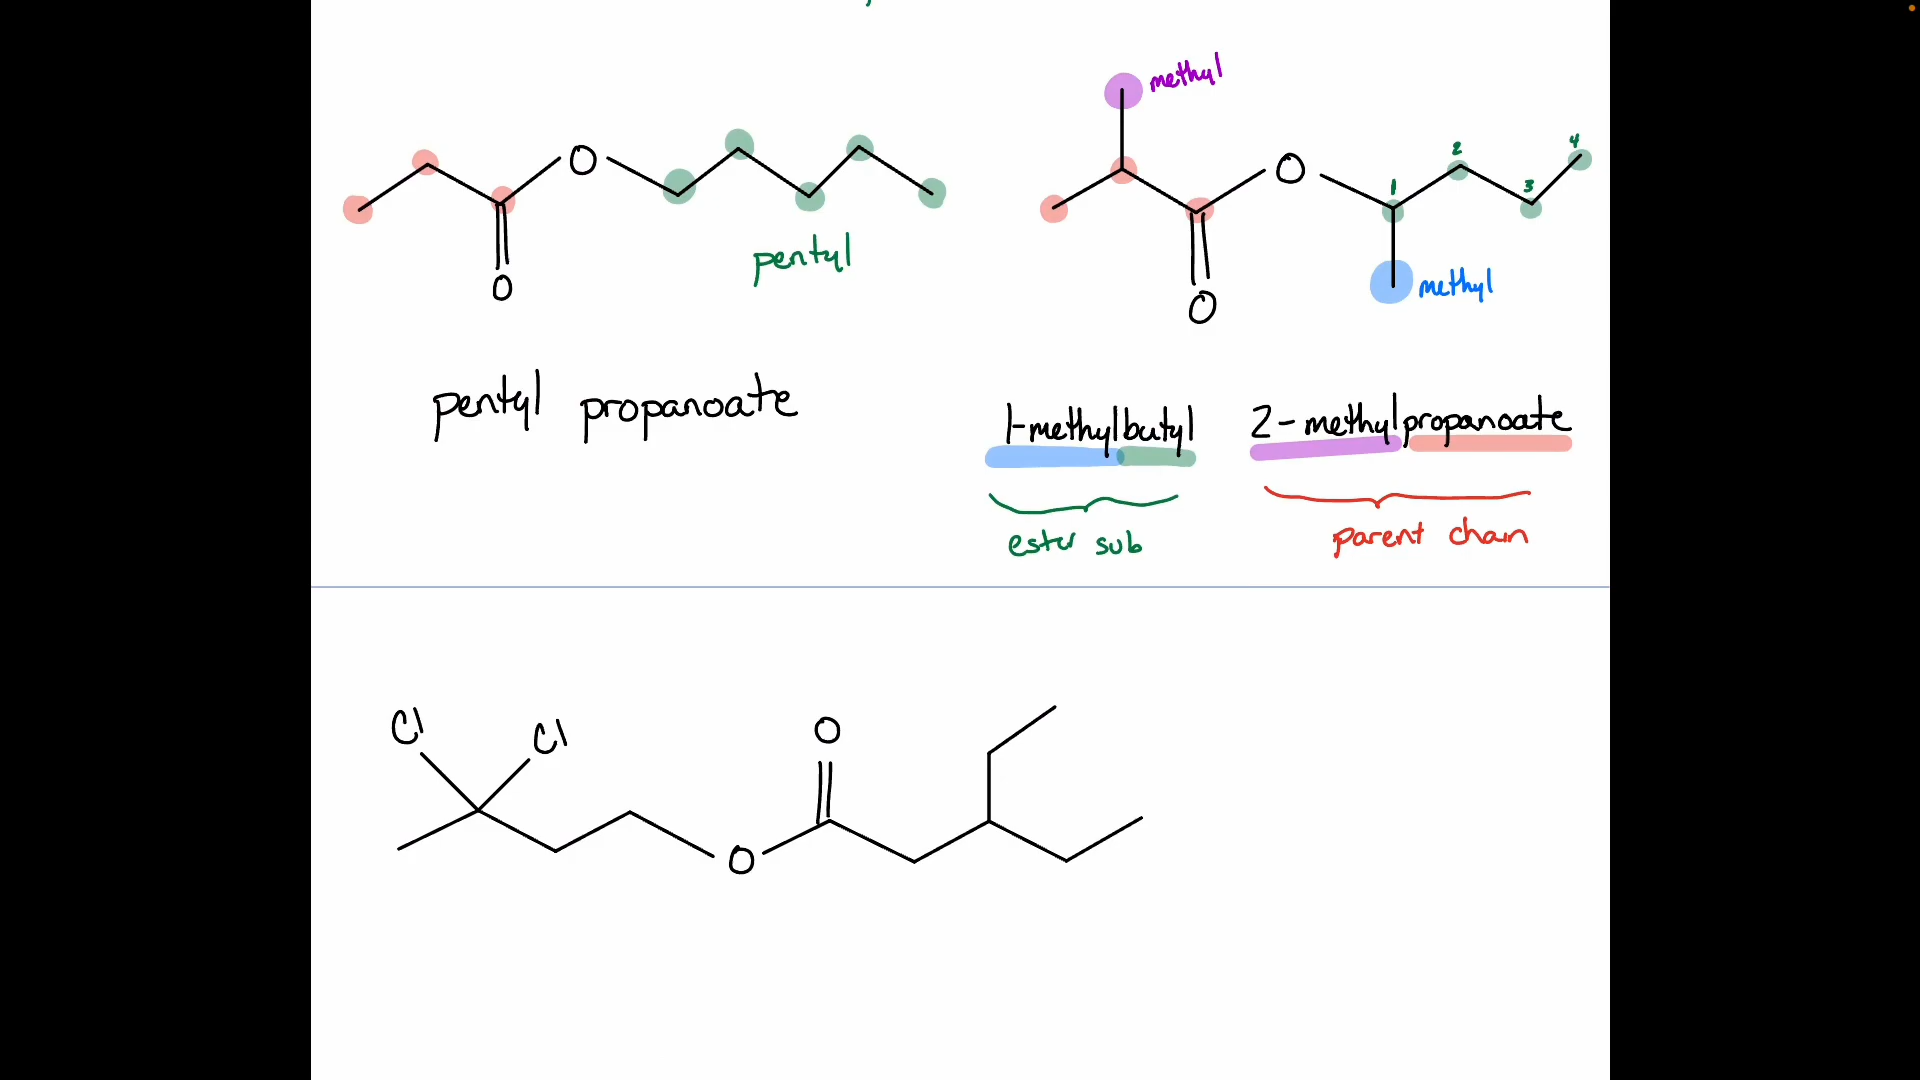 methyl
O
O
2
4
1
3
pentyl
methyl
O
O
pentyl propanoate
1-methylbutyl 2-methylpropanoate
ester sub
parent chain
Cl
Cl
O
O